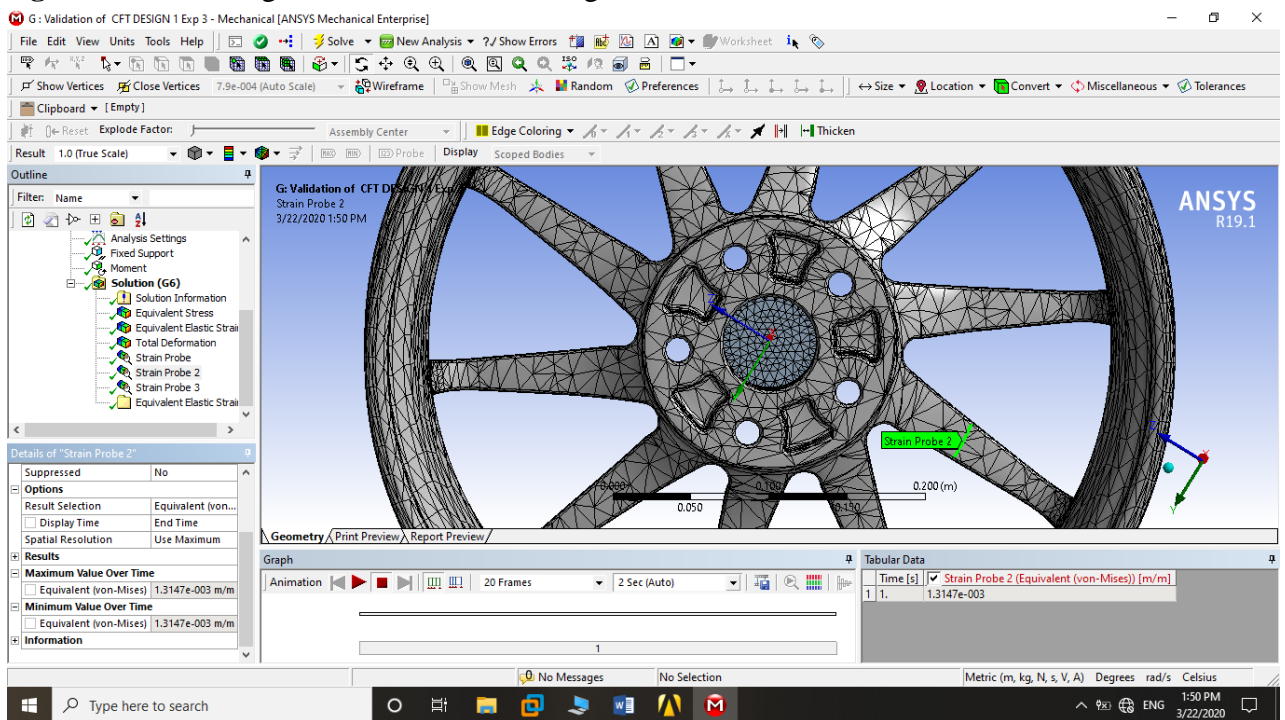 G : Validation of CFT DESIGN 1 Exp 3 - Mechanical [ANSYS Mechanical Enterprise]
File Edit View Units Tools Help Solve New Analysis ?/ Show Errors Worksheet
Show Vertices Close Vertices 7.9e-004 (Auto Scale) Wireframe Show Mesh Random Preferences Size Location Convert Miscellaneous Tolerances
Clipboard [ Empty ]
Reset Explode Factor: Assembly Center Edge Coloring Thicken
Result 1.0 (True Scale) Probe Display Scoped Bodies
Outline
Filter: Name
Analysis Settings
Fixed Support
Moment
Solution (G6)
Solution Information
Equivalent Stress
Equivalent Elastic Strai
Total Deformation
Strain Probe
Strain Probe 2
Strain Probe 3
Equivalent Elastic Strai
Details of "Strain Probe 2"
Suppressed No
Options
Result Selection Equivalent (von...
Display Time End Time
Spatial Resolution Use Maximum
Results
Maximum Value Over Time
Equivalent (von-Mises) 1.3147e-003 m/m
Minimum Value Over Time
Equivalent (von-Mises) 1.3147e-003 m/m
Information
G: Validation of CFT DESIGN 1 Exp 3
Strain Probe 2
3/22/2020 1:50 PM
ANSYS
R19.1
Z
Strain Probe 2
Z
X
Y
0.000 0.100 0.200 (m)
0.050 0.150
Geometry Print Preview Report Preview
Graph
Animation 20 Frames 2 Sec (Auto)
1
Tabular Data
Time [s] Strain Probe 2 (Equivalent (von-Mises)) [m/m]
1 1. 1.3147e-003
No Messages No Selection Metric (m, kg, N, s, V, A) Degrees rad/s Celsius
Type here to search ENG 1:50 PM
3/22/2020